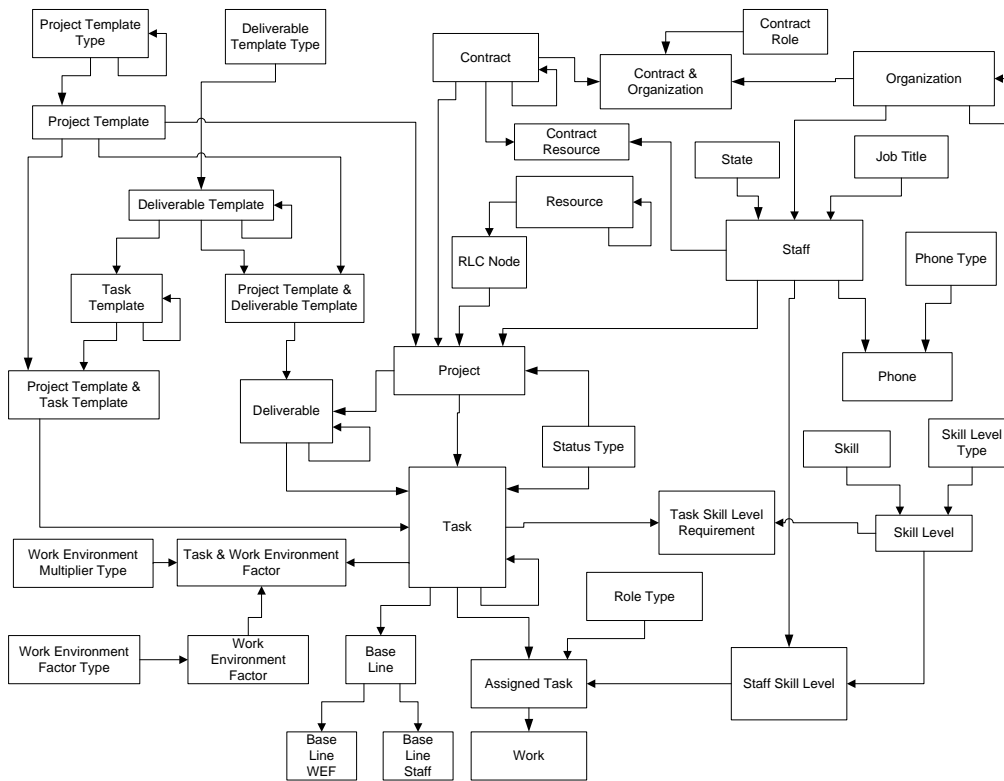 Project Template
Type
Deliverable
Template Type
Contract
Role
Contract
Contract &
Organization
Organization
Project Template
Contract
Resource
State
Job Title
Deliverable Template
Resource
Staff
RLC Node
Phone Type
Task
Template
Project Template &
Deliverable Template
Project
Phone
Project Template &
Task Template
Deliverable
Status Type
Skill
Skill Level
Type
Task
Task Skill Level
Requirement
Skill Level
Work Environment
Multiplier Type
Task & Work Environment
Factor
Role Type
Work Environment
Factor Type
Work
Environment
Factor
Base
Line
Assigned Task
Staff Skill Level
Base
Line
WEF
Base
Line
Staff
Work